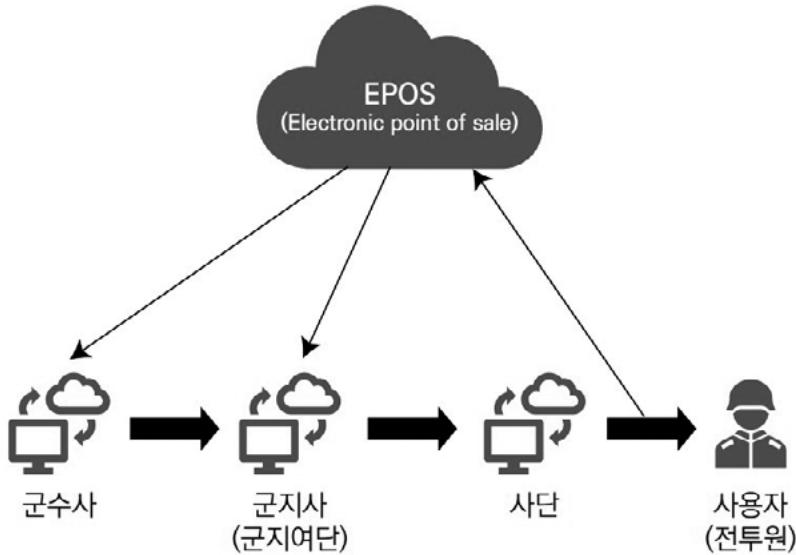 EPOS
(Electronic point of sale)
군수사
군지사
(군지여단)
사단
사용자
(전투원)